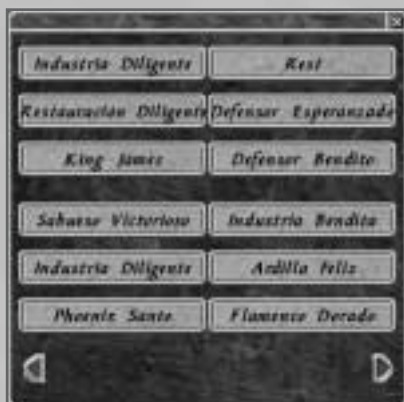 Industria Diligente Rest
Restauración Diligente Defensor Esperanzado
King James Defensor Bendito
Sabueso Victorioso Industria Bendita
Industria Diligente Ardilla Feliz
Phoenix Santo Flamenco Dorado